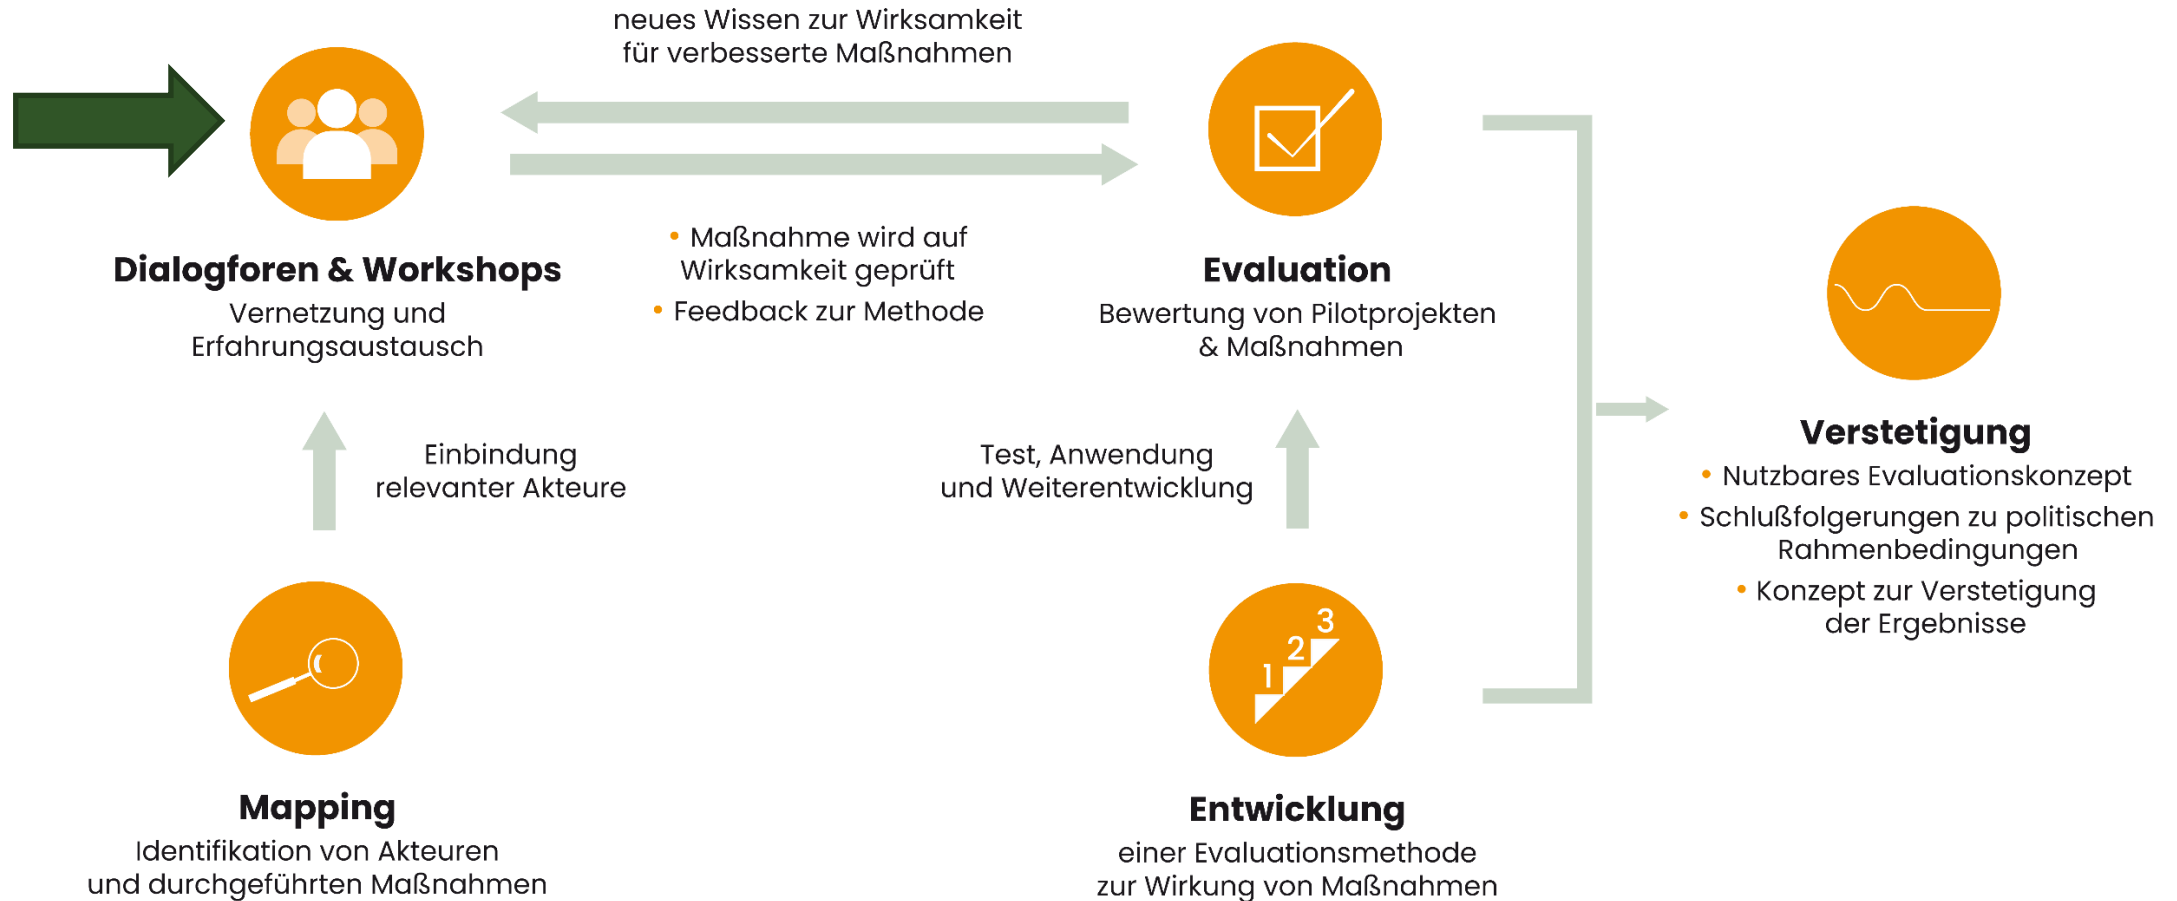 neues Wissen zur Wirksamkeit
für verbesserte Maßnahmen
Dialogforen & Workshops
Vernetzung und
Erfahrungsaustausch
• Maßnahme wird auf
Wirksamkeit geprüft
• Feedback zur Methode
Evaluation
Bewertung von Pilotprojekten
& Maßnahmen
Einbindung
relevanter Akteure
Test, Anwendung
und Weiterentwicklung
Verstetigung
• Nutzbares Evaluationskonzept
• Schlußfolgerungen zu politischen
Rahmenbedingungen
• Konzept zur Verstetigung
der Ergebnisse
Mapping
Identifikation von Akteuren
und durchgeführten Maßnahmen
1 2 3
Entwicklung
einer Evaluationsmethode
zur Wirkung von Maßnahmen